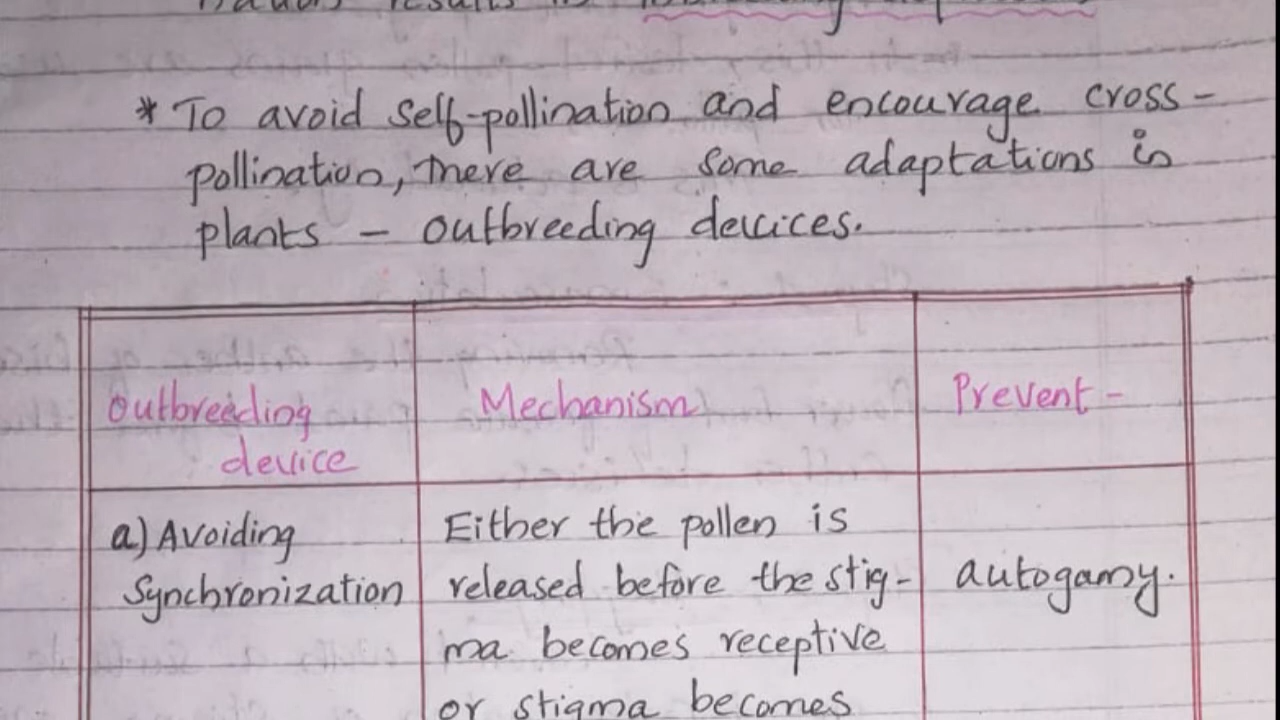 results
* To avoid self-pollination and encourage cross-
pollination, there are some adaptations in
plants - outbreeding devices.
Outbreeding
device
Mechanism
Prevent -
a) Avoiding
Synchronization
Either the pollen is
released before the stig-
ma becomes receptive
or stigma becomes
autogamy.